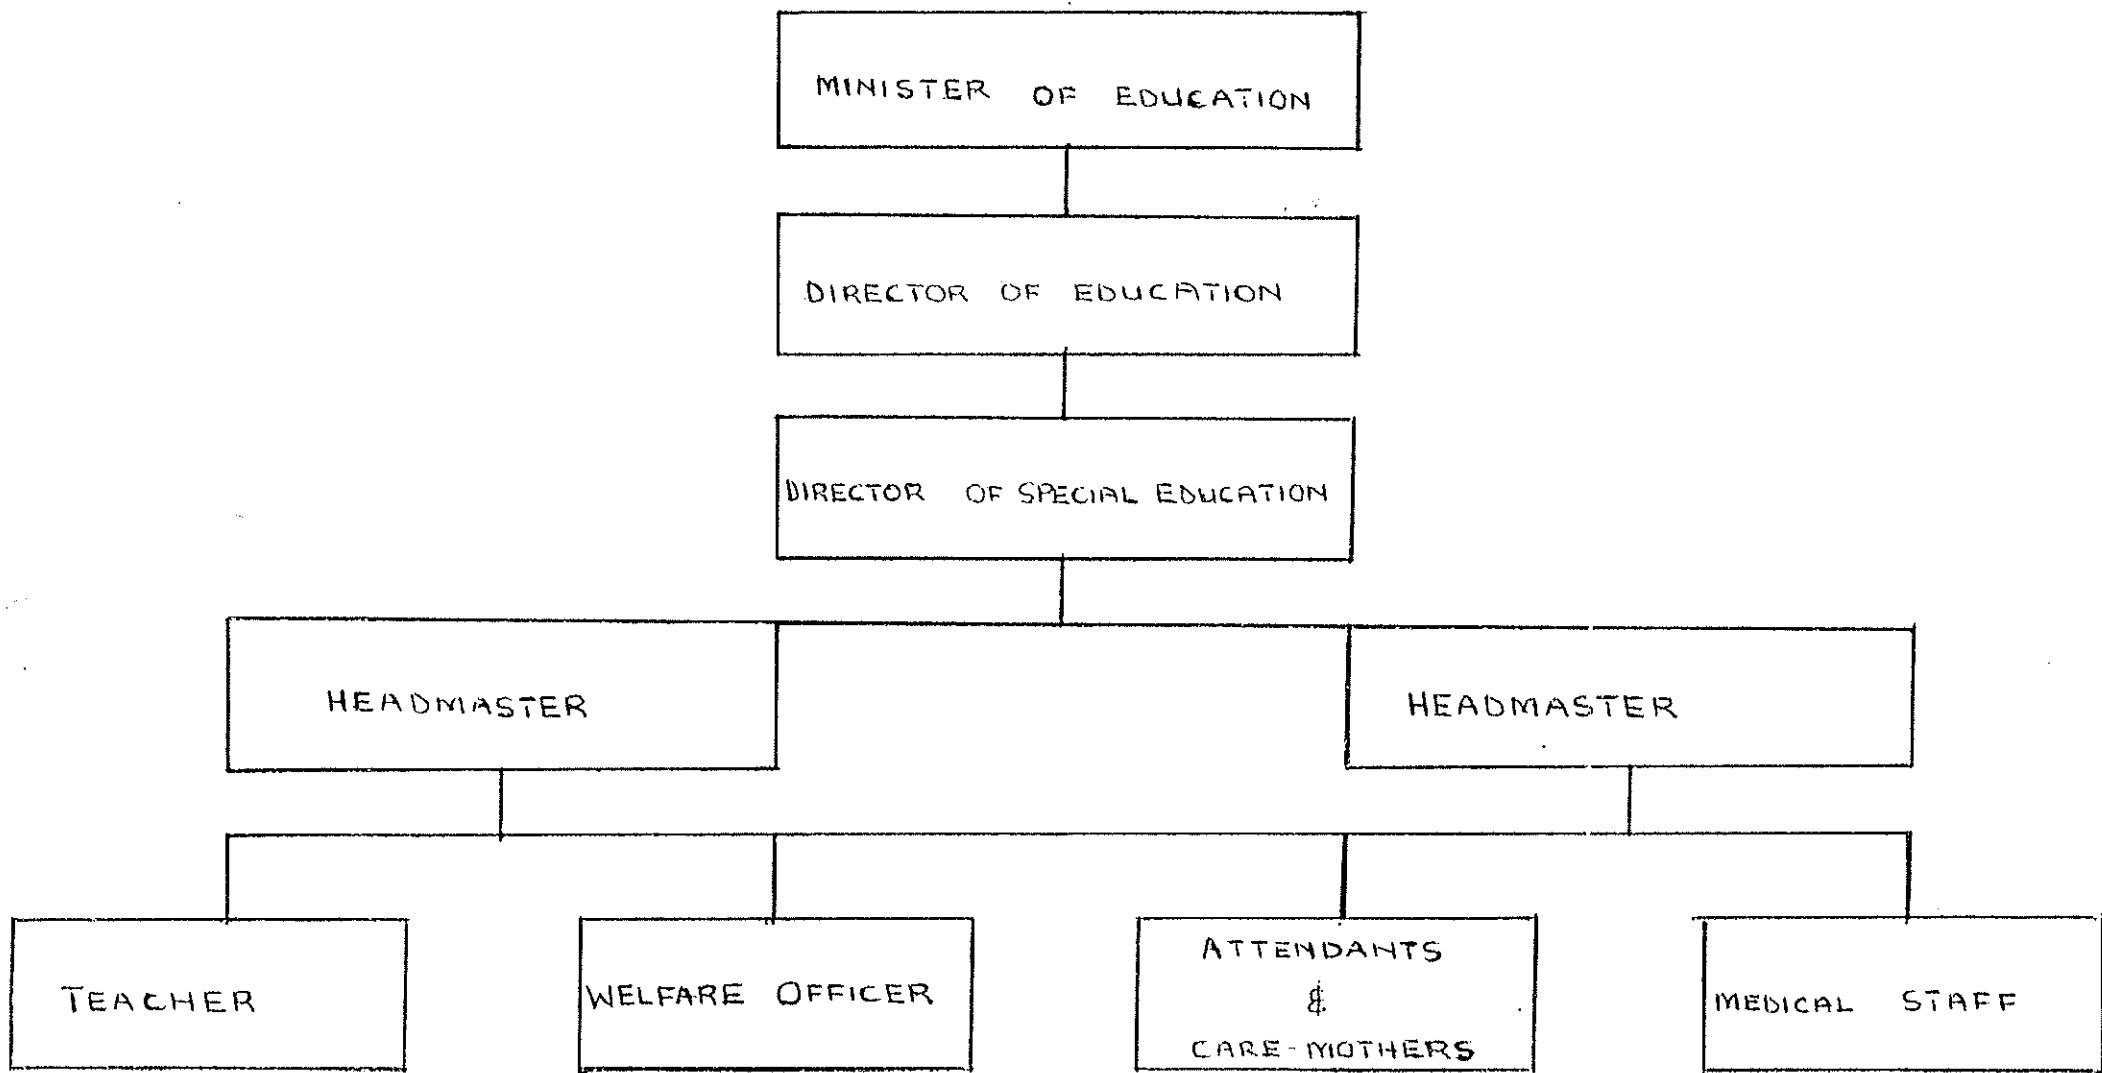 MINISTER OF EDUCATION
DIRECTOR OF EDUCATION
DIRECTOR OF SPECIAL EDUCATION
HEADMASTER
HEADMASTER
TEACHER
WELFARE OFFICER
ATTENDANTS
&
CARE-MOTHERS
MEDICAL STAFF